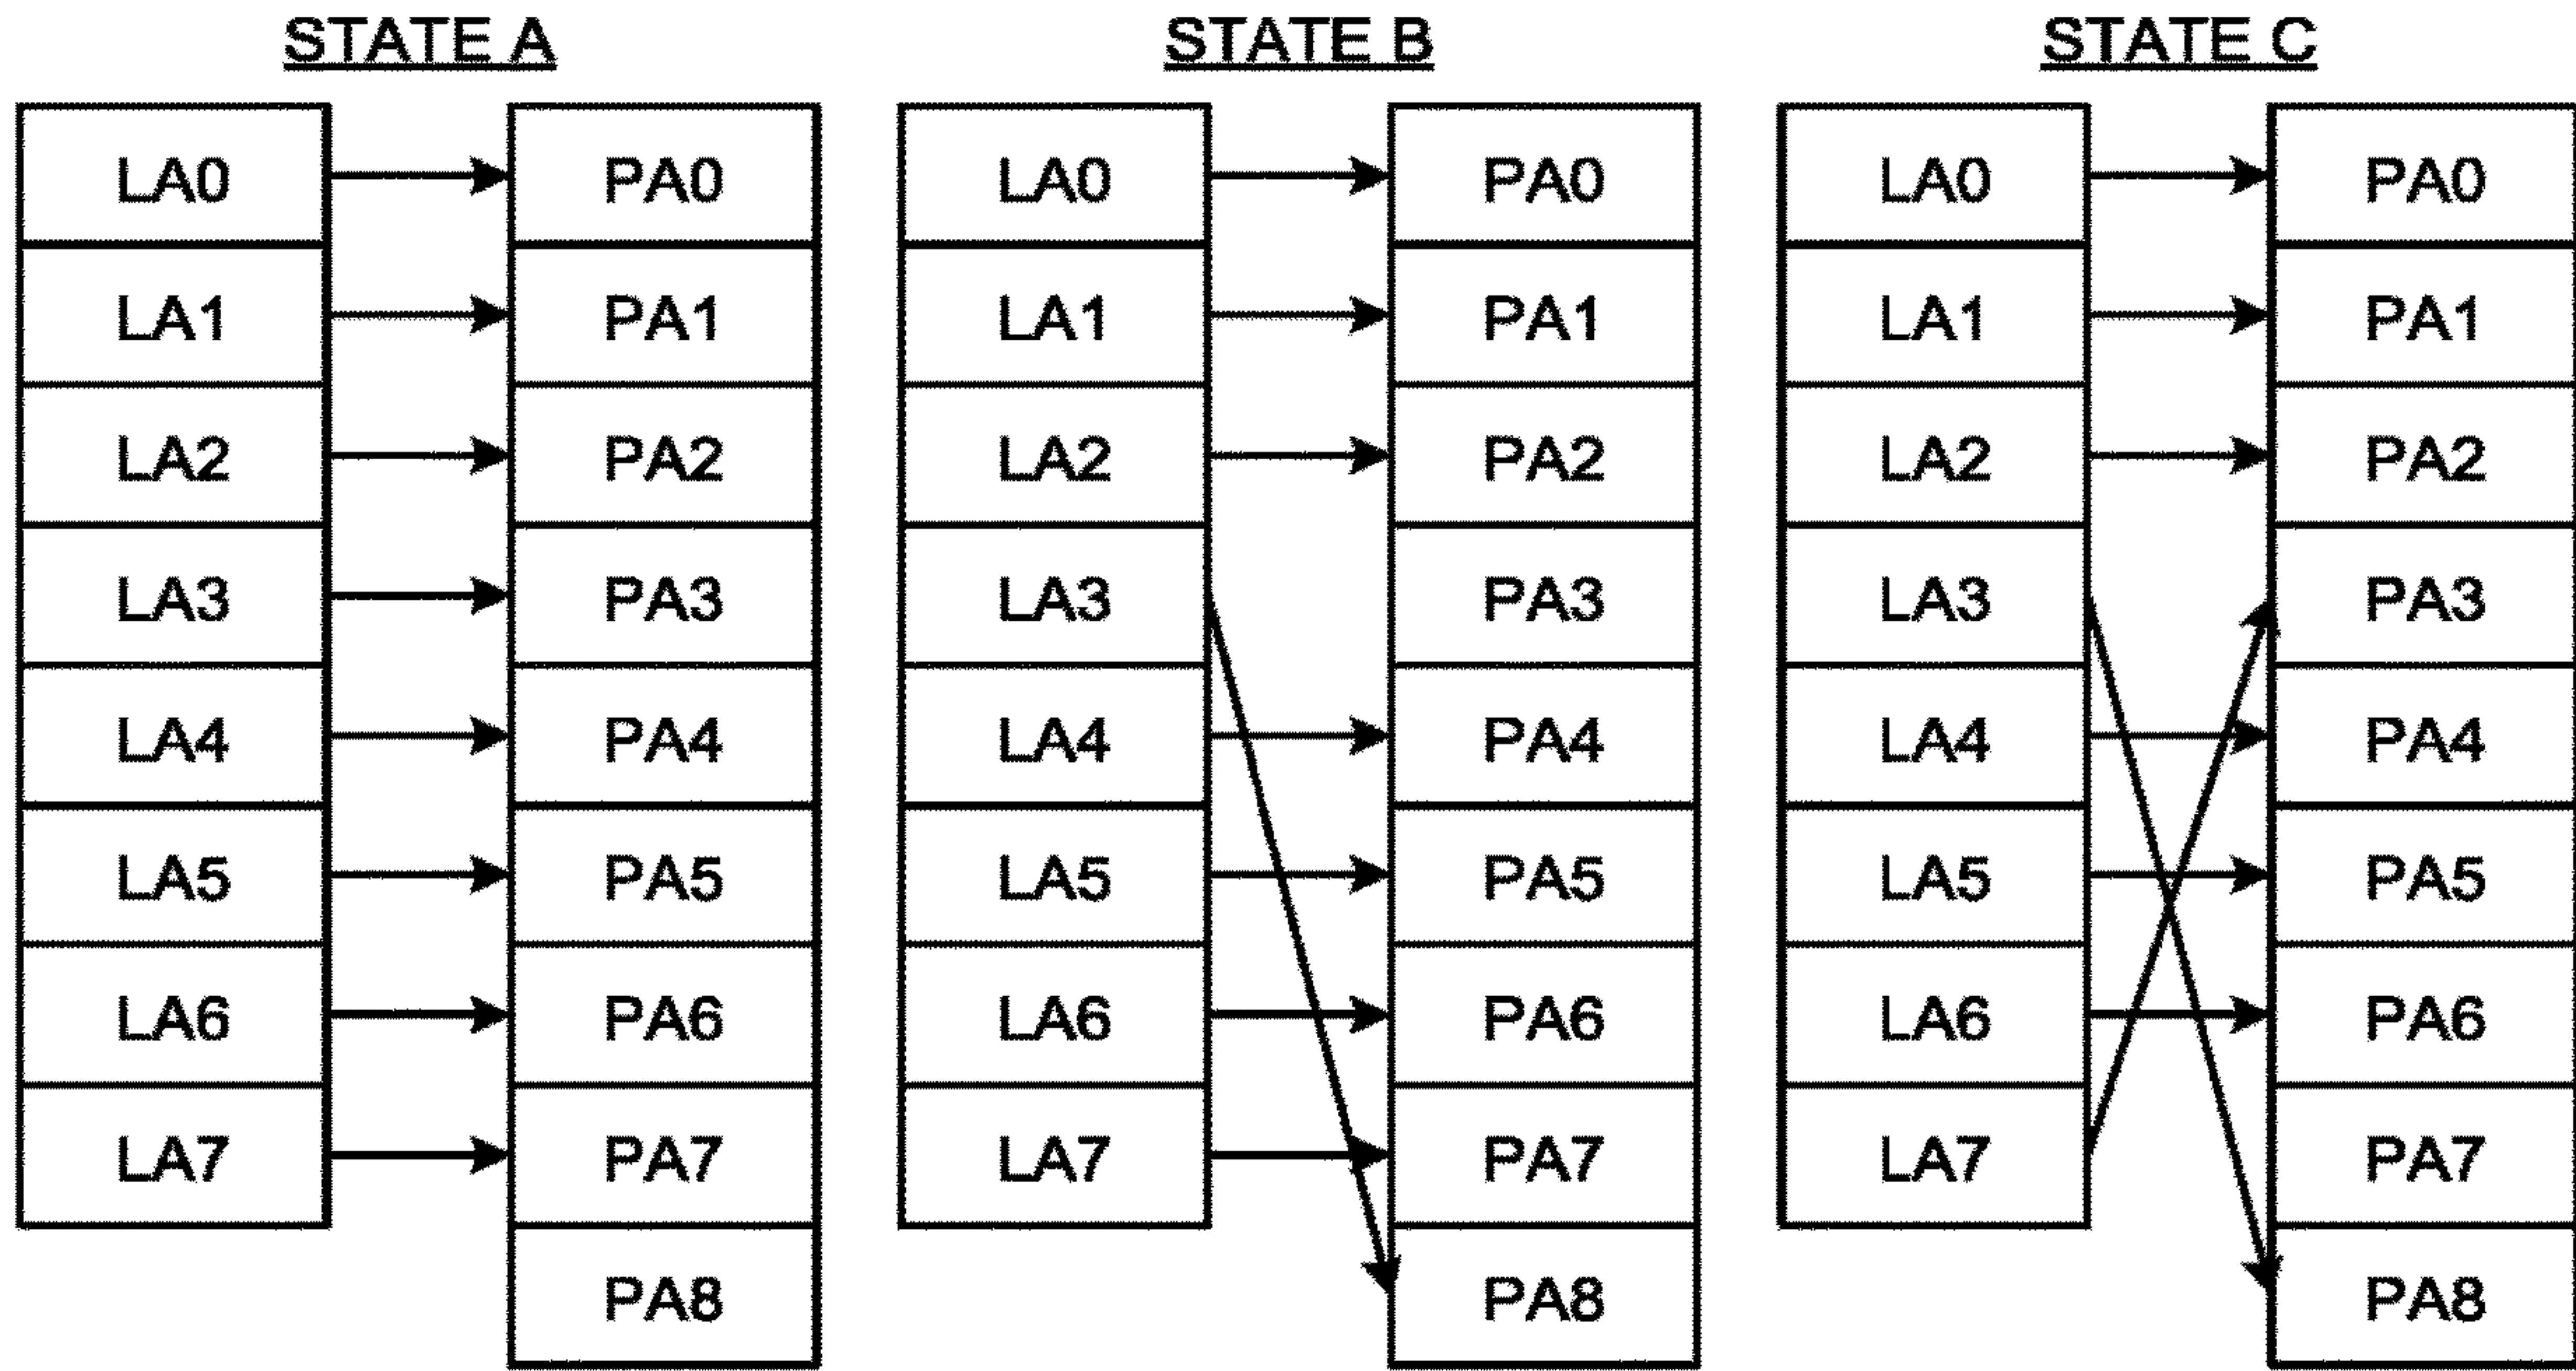 STATE A STATE B STATE C
LA0 PA0 LA0 PA0 LA0 PA0
LA1 PA1 LA1 PA1 LA1 PA1
LA2 PA2 LA2 PA2 LA2 PA2
LA3 PA3 LA3 PA3 LA3 PA3
LA4 PA4 LA4 PA4 LA4 PA4
LA5 PA5 LA5 PA5 LA5 PA5
LA6 PA6 LA6 PA6 LA6 PA6
LA7 PA7 LA7 PA7 LA7 PA7
PA8 PA8 PA8